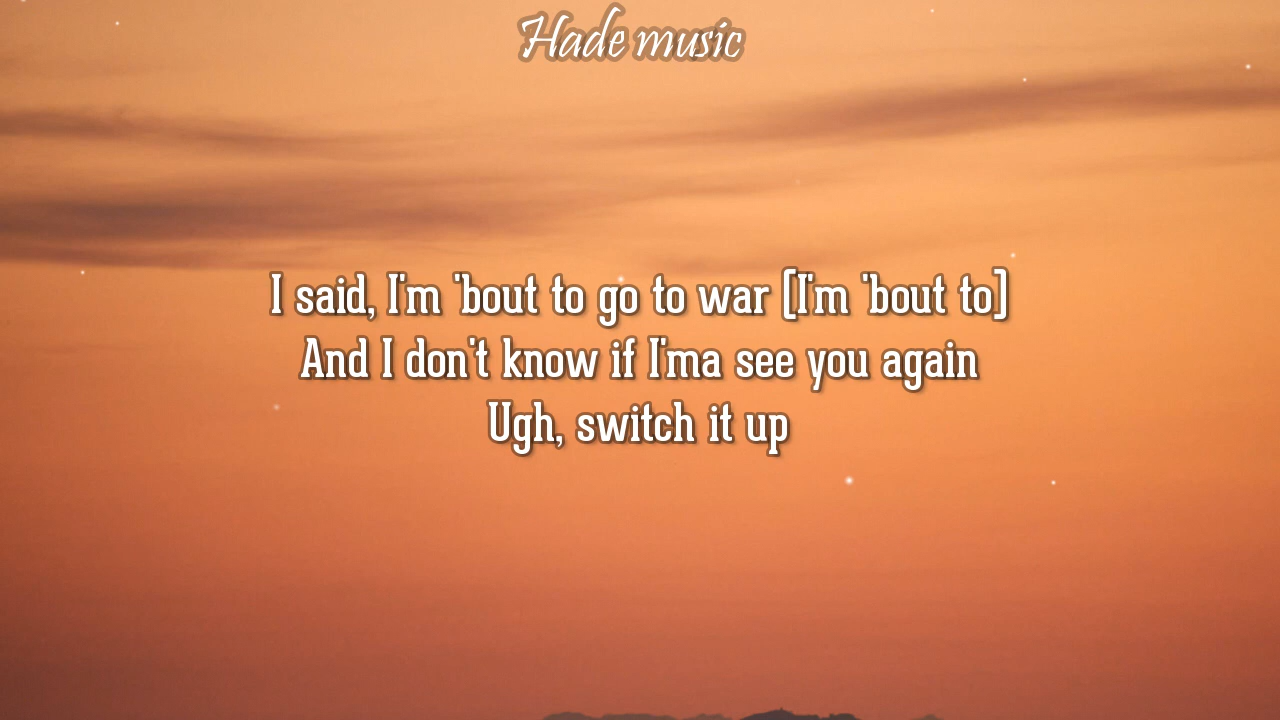 Hade music
I said, I'm 'bout to go to war (I'm 'bout to)
And I don't know if I'ma see you again
Ugh, switch it up